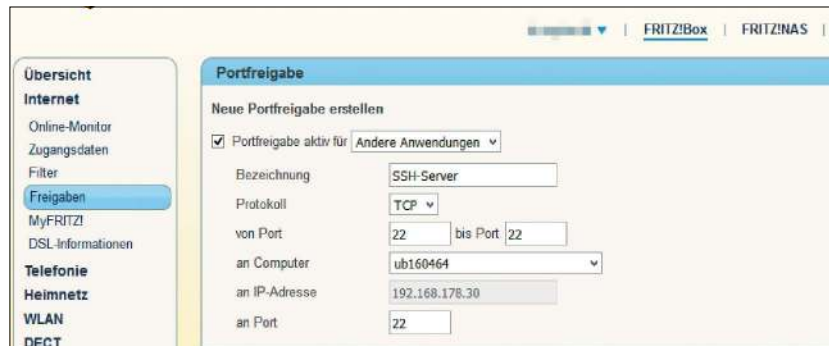 FRITZ!Box | FRITZ!NAS |
Übersicht
Internet
Online-Monitor
Zugangsdaten
Filter
Freigaben
MyFRITZ!
DSL-Informationen
Telefonie
Heimnetz
WLAN
DECT
Portfreigabe
Neue Portfreigabe erstellen
Portfreigabe aktiv für Andere Anwendungen
Bezeichnung SSH-Server
Protokoll TCP
von Port 22 bis Port 22
an Computer ub160464
an IP-Adresse 192.168.178.30
an Port 22